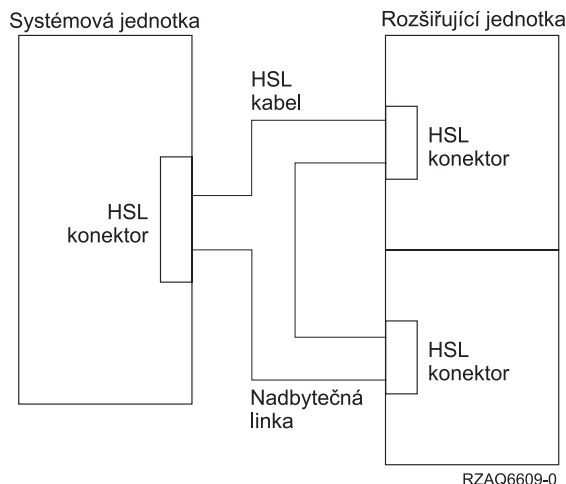 Systémová jednotka
Rozšiřující jednotka
HSL
kabel
HSL
konektor
HSL
konektor
HSL
konektor
Nadbytečná
linka
RZAQ6609-0